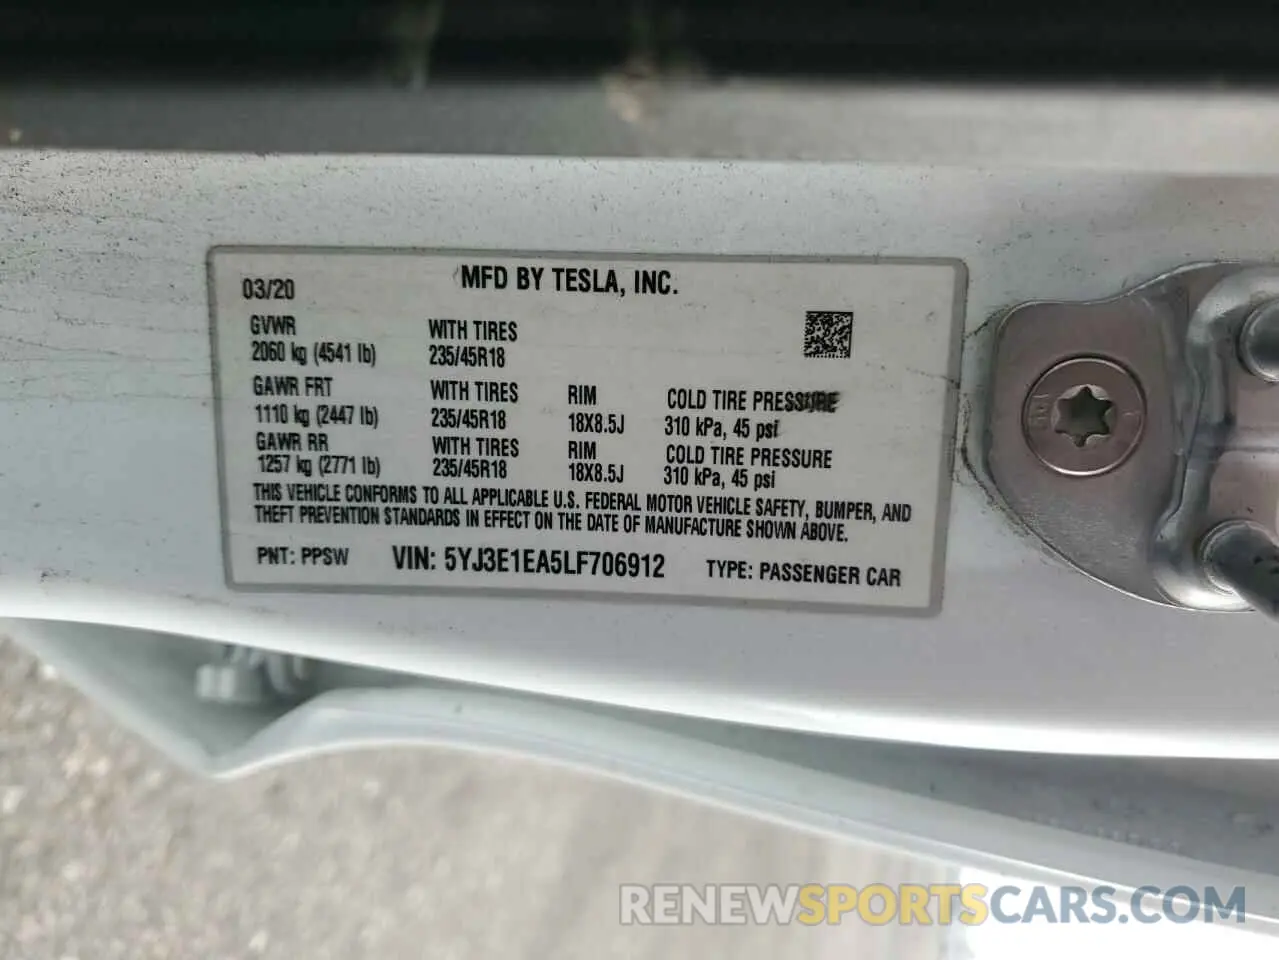 03/20 MFD BY TESLA, INC.
GVWR WITH TIRES
2060 kg (4541 lb) 235/45R18
GAWR FRT WITH TIRES RIM COLD TIRE PRESSURE
1110 kg (2447 lb) 235/45R18 18X8.5J 310 kPa, 45 psi
GAWR RR WITH TIRES RIM COLD TIRE PRESSURE
1257 kg (2771 lb) 235/45R18 18X8.5J 310 kPa, 45 psi
THIS VEHICLE CONFORMS TO ALL APPLICABLE U.S. FEDERAL MOTOR VEHICLE SAFETY, BUMPER, AND
THEFT PREVENTION STANDARDS IN EFFECT ON THE DATE OF MANUFACTURE SHOWN ABOVE.
PNT: PPSW VIN: 5YJ3E1EA5LF706912 TYPE: PASSENGER CAR
RENEWSPORTSCARS.COM